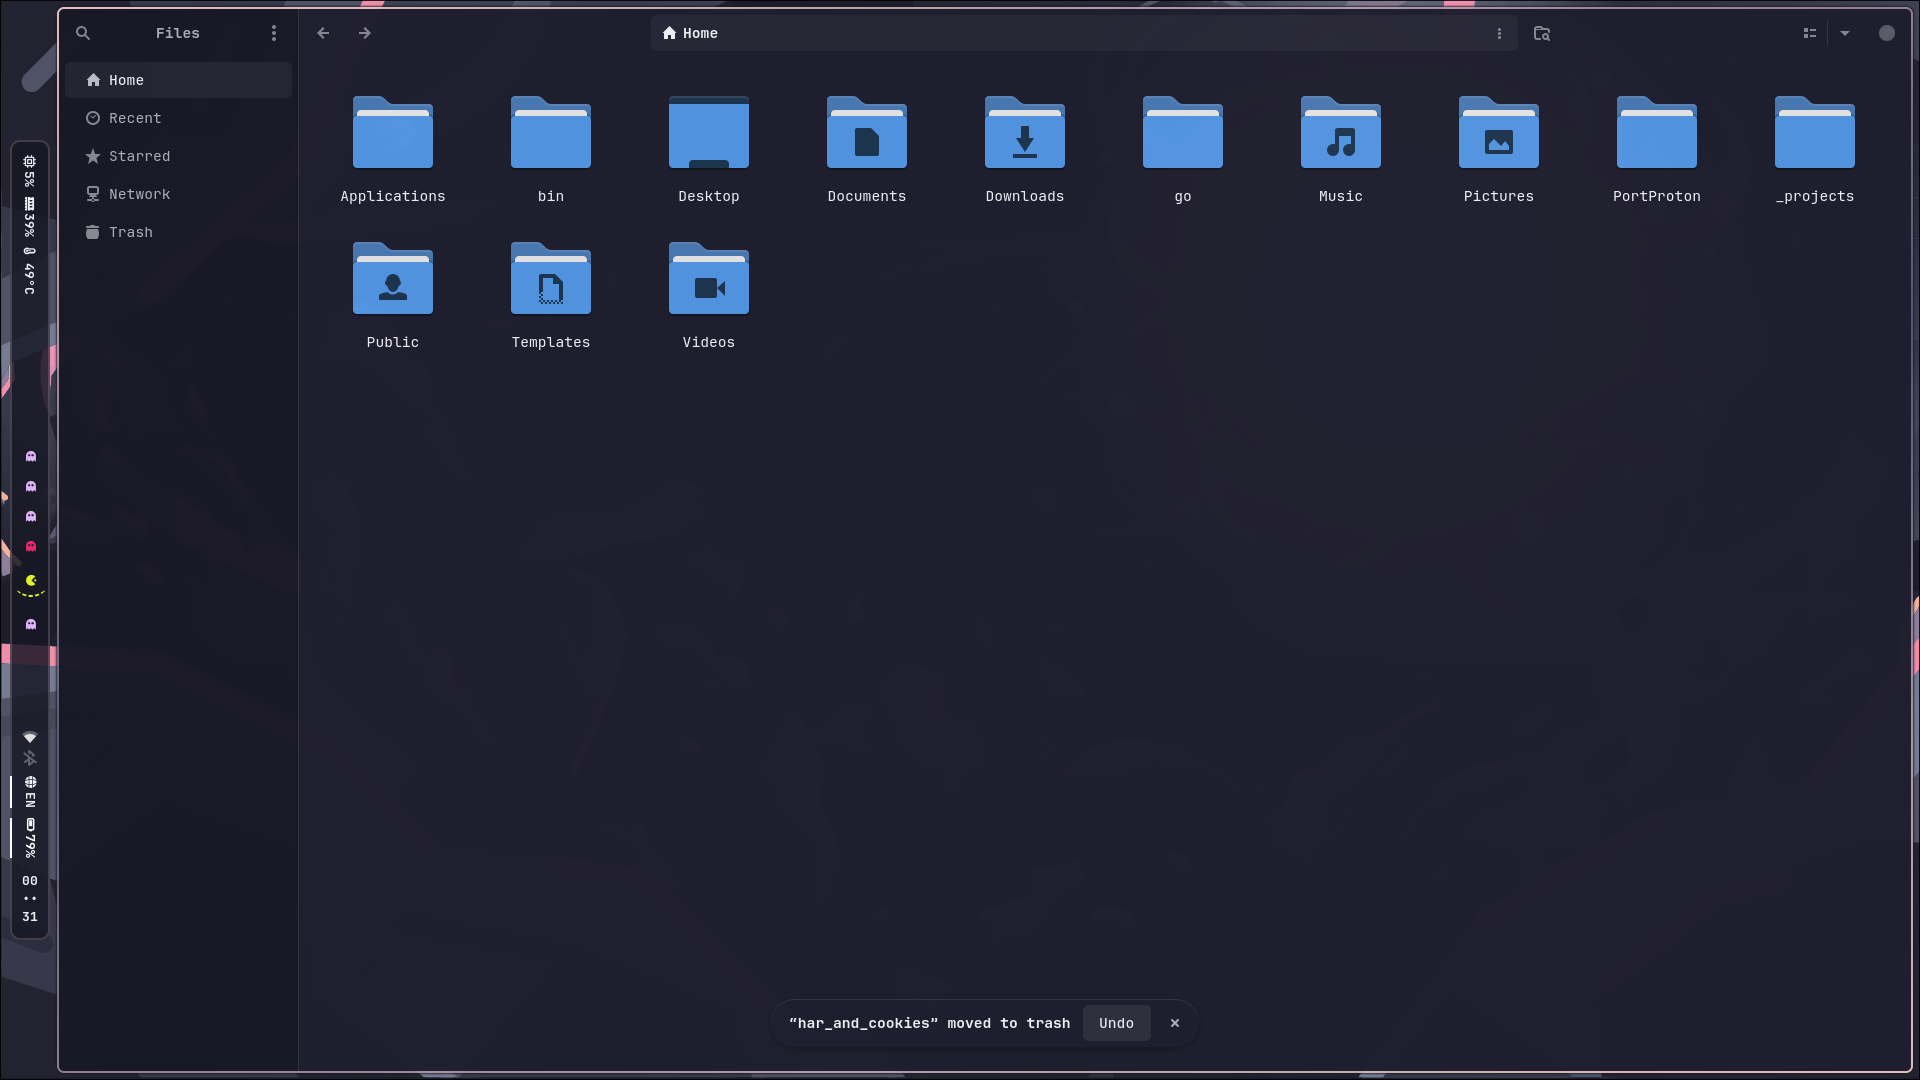 Files
Home
Home
Recent
Starred
Network
Trash
Applications
bin
Desktop
Documents
Downloads
go
Music
Pictures
PortProton
_projects
Public
Templates
Videos
5%
39%
49°C
EN
79%
00
31
“har_and_cookies” moved to trash
Undo